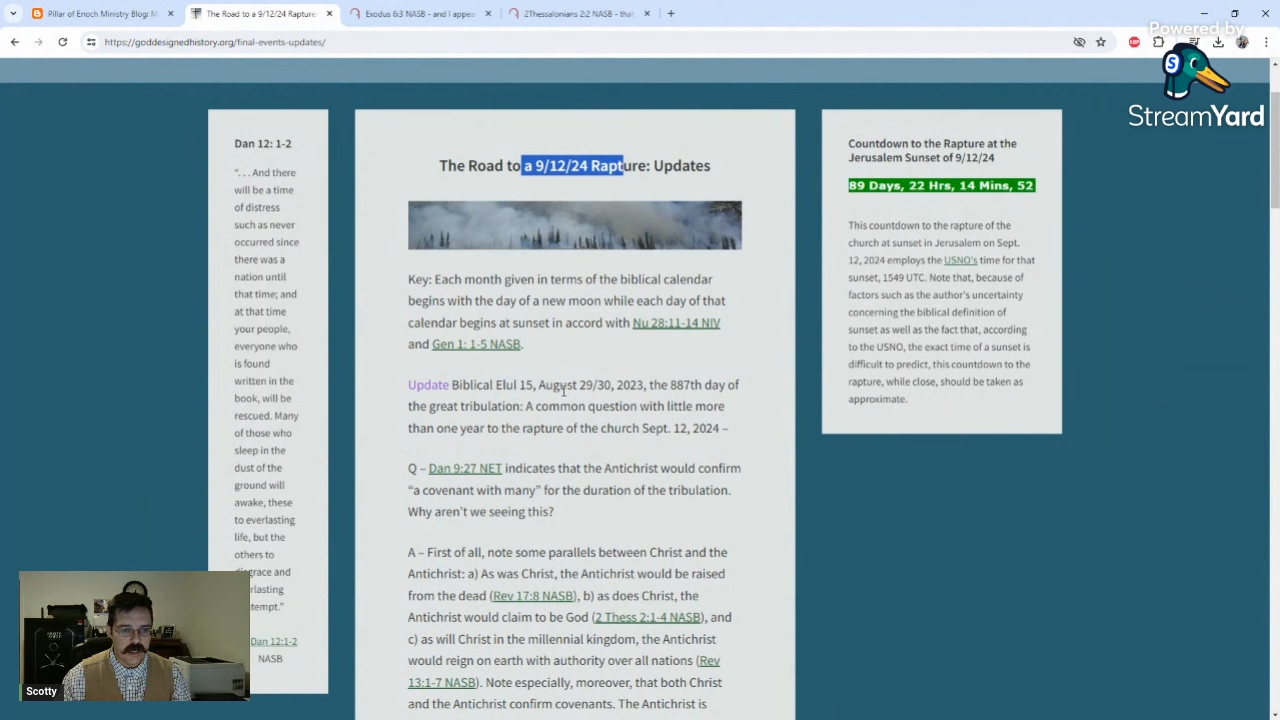 Pillar of Enoch Ministry Blog: M
The Road to a 9/12/24 Rapture
Exodus 6:3 NASB - and I appea
2Thessalonians 2:2 NASB - that
https://goddesignedhistory.org/final-events-updates/
Powered by
StreamYard
Dan 12: 1-2
". . . And there
will be a time
of distress
such as never
occurred since
there was a
nation until
that time; and
at that time
your people,
everyone who
is found
written in the
book, will be
rescued. Many
of those who
sleep in the
dust of the
ground will
awake, these
to everlasting
life, but the
others to
disgrace and
Dan 12:1-2
NASB
The Road to a 9/12/24 Rapture: Updates
Key: Each month given in terms of the biblical calendar
begins with the day of a new moon while each day of that
calendar begins at sunset in accord with Nu 28:11-14 NIV
and Gen 1: 1-5 NASB.
Update Biblical Elul 15, August 29/30, 2023, the 887th day of
the great tribulation: A common question with little more
than one year to the rapture of the church Sept. 12, 2024 –
Q – Dan 9:27 NET indicates that the Antichrist would confirm
“a covenant with many” for the duration of the tribulation.
Why aren’t we seeing this?
A – First of all, note some parallels between Christ and the
Antichrist: a) As was Christ, the Antichrist would be raised
from the dead (Rev 17:8 NASB), b) as does Christ, the
Antichrist would claim to be God (2 Thess 2:1-4 NASB), and
c) as will Christ in the millennial kingdom, the Antichrist
would reign on earth with authority over all nations (Rev
13:1-7 NASB). Note especially, moreover, that both Christ
and the Antichrist confirm covenants. The Antichrist is
Countdown to the Rapture at the
Jerusalem Sunset of 9/12/24
89 Days, 22 Hrs, 14 Mins, 52
This countdown to the rapture of the
church at sunset in Jerusalem on Sept.
12, 2024 employs the USNO's time for that
sunset, 1549 UTC. Note that, because of
factors such as the author's uncertainty
concerning the biblical definition of
sunset as well as the fact that, according
to the USNO, the exact time of a sunset is
difficult to predict, this countdown to the
rapture, while close, should be taken as
approximate.
Scotty